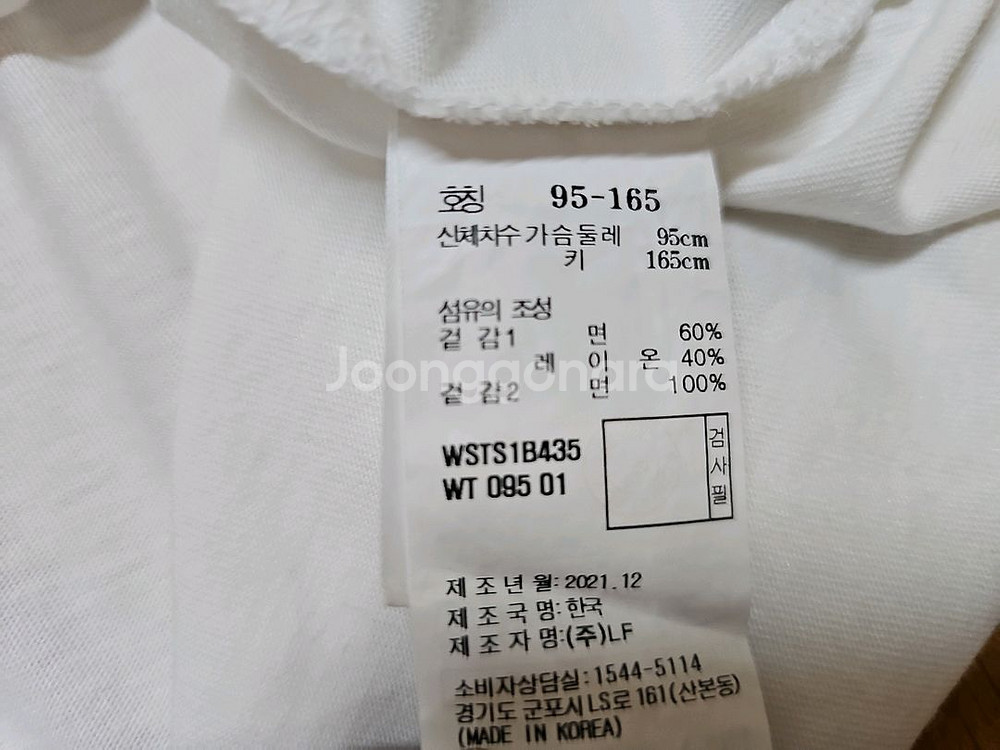 호칭 95-165
신체치수 가슴둘레 95cm
키 165cm
섬유의 조성
겉 감1 면 60%
레 이 온 40%
Joonggonara
겉 감2 면 100%
WSTS1B435
WT 095 01
검사필
제 조 년 월: 2021.12
제 조 국 명: 한국
제 조 자 명:(주)LF
소비자상담실: 1544-5114
경기도 군포시 LS로 161(산본동)
(MADE IN KOREA)